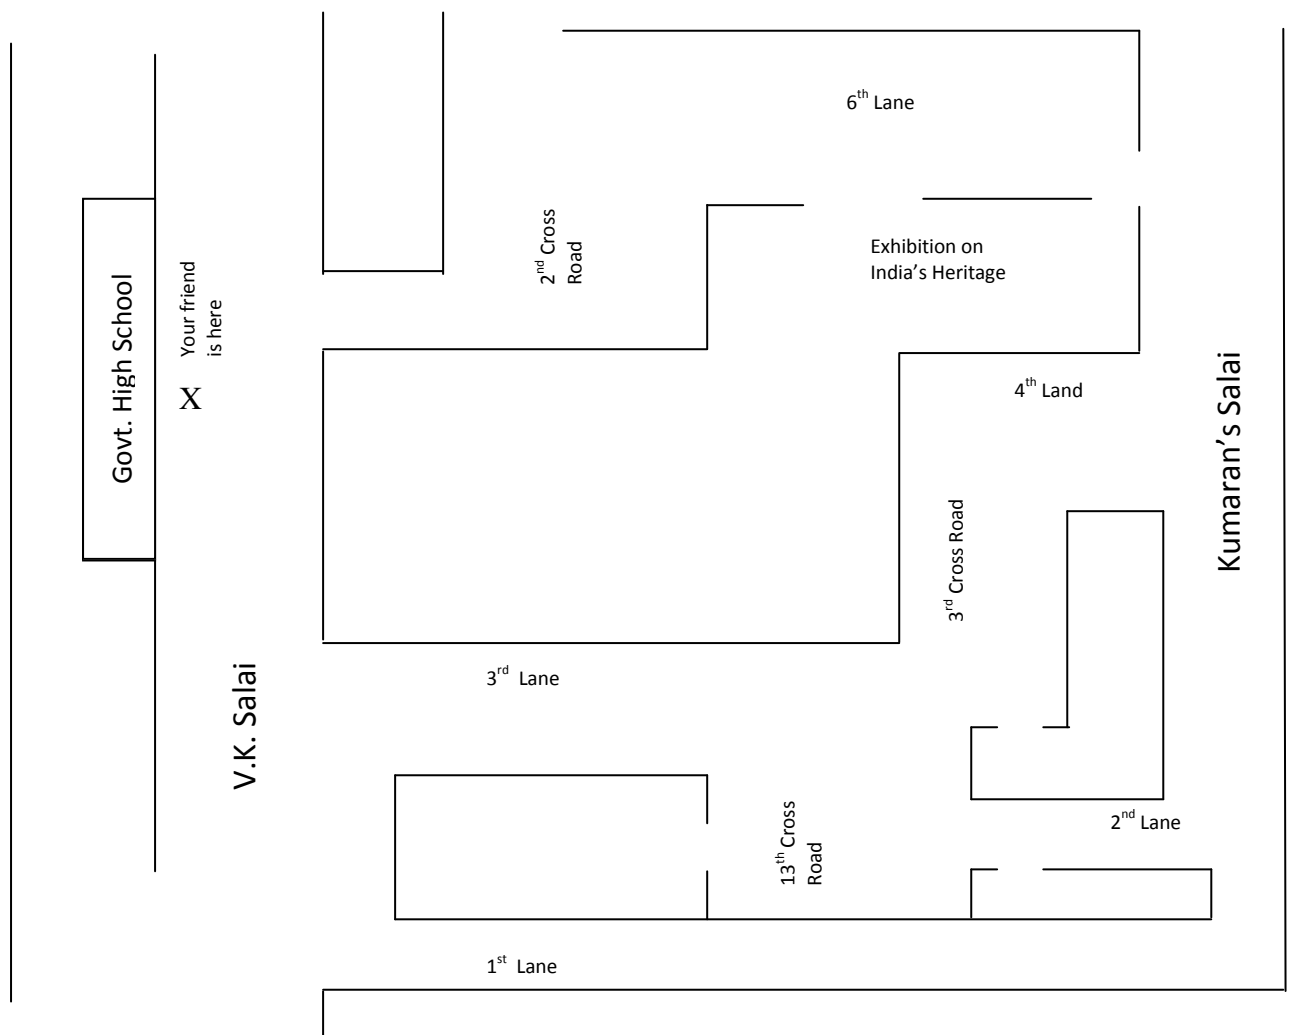 6th Lane
2nd Cross
Road
Exhibition on
India's Heritage
Govt. High School
Your friend
is here
X
4th Land
Kumaran's Salai
3rd Cross Road
3rd Lane
V.K. Salai
13th Cross
Road
2nd Lane
1st Lane